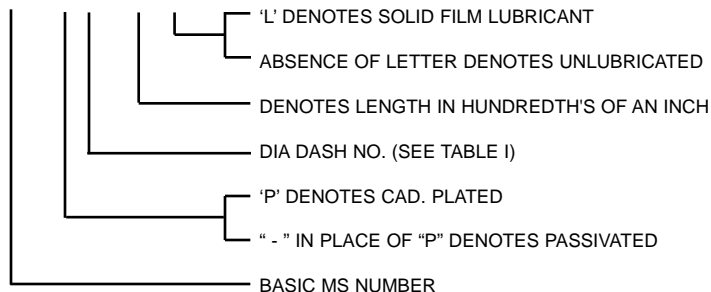 ‘L’ DENOTES SOLID FILM LUBRICANT
ABSENCE OF LETTER DENOTES UNLUBRICATED
DENOTES LENGTH IN HUNDREDTH'S OF AN INCH
DIA DASH NO. (SEE TABLE I)
‘P’ DENOTES CAD. PLATED
“ - ” IN PLACE OF “P” DENOTES PASSIVATED
BASIC MS NUMBER